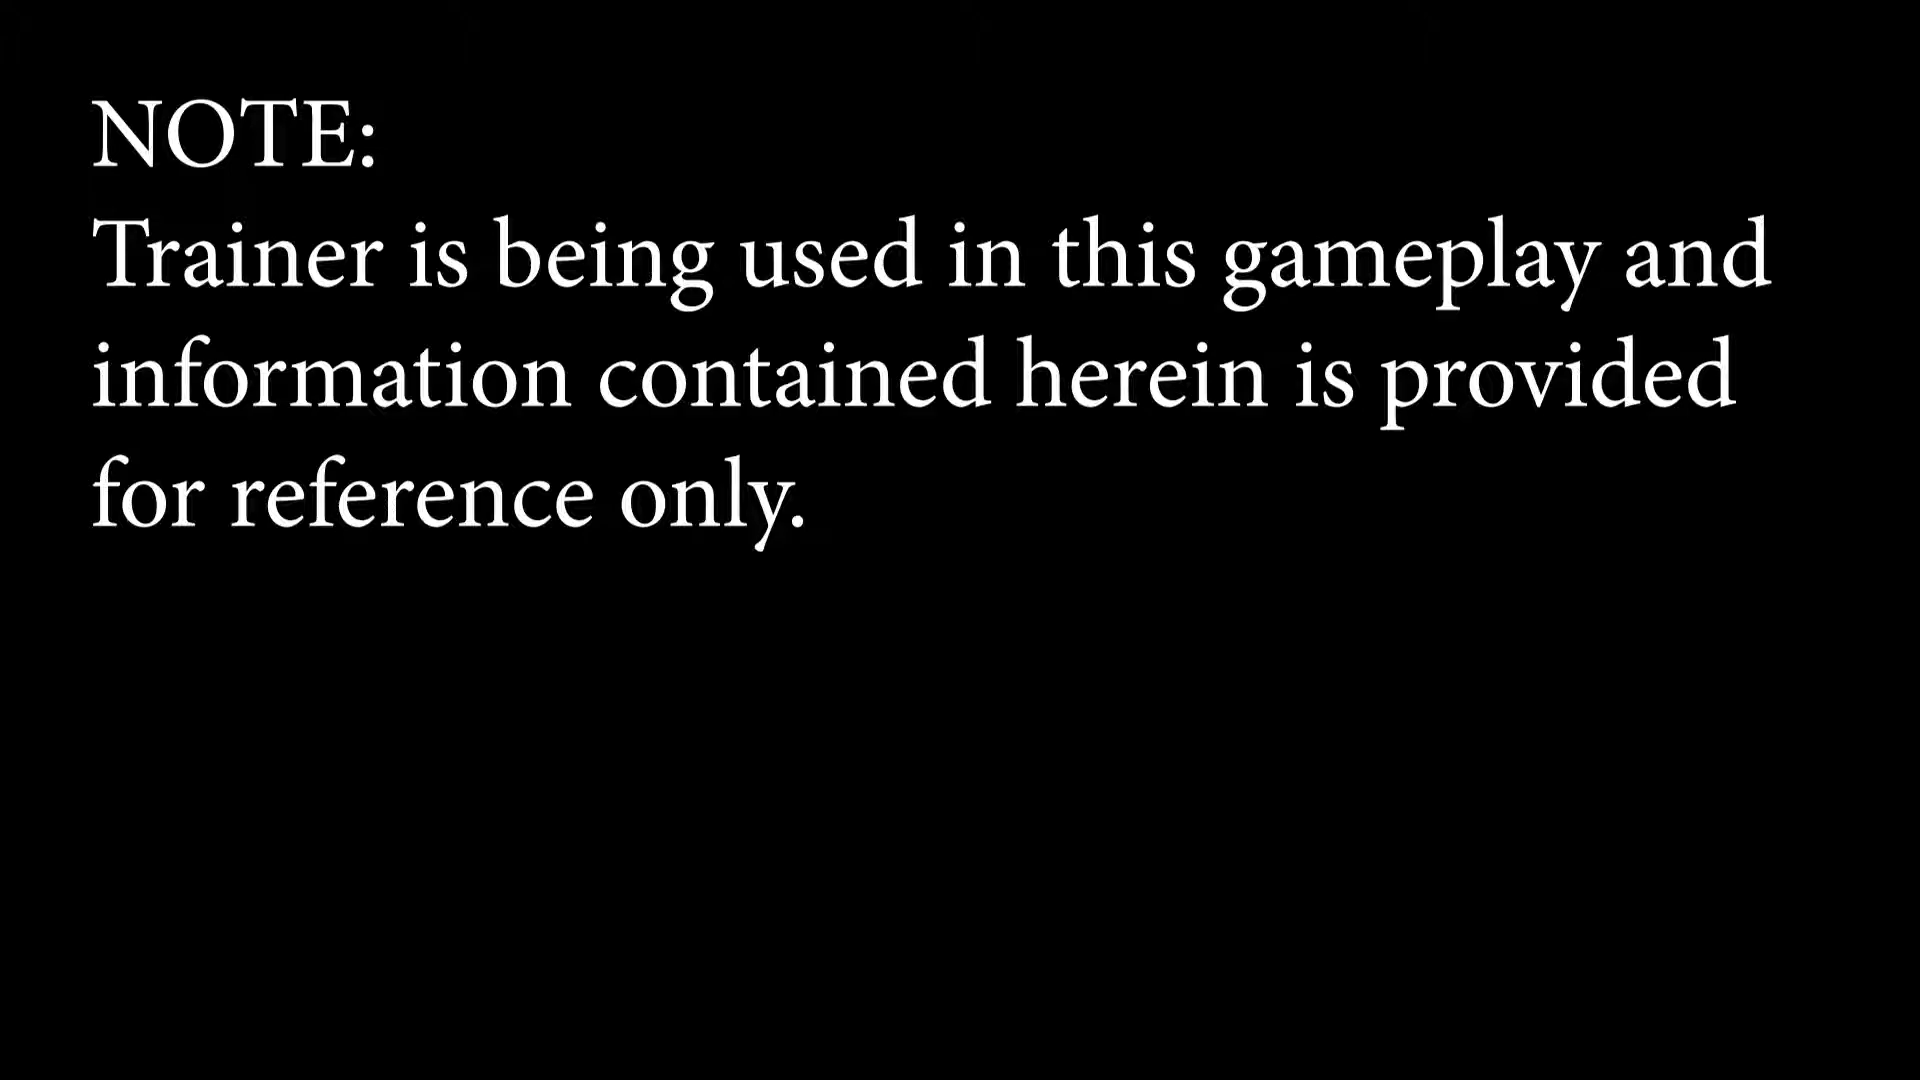 NOTE:
Trainer is being used in this gameplay and
information contained herein is provided
for reference only.